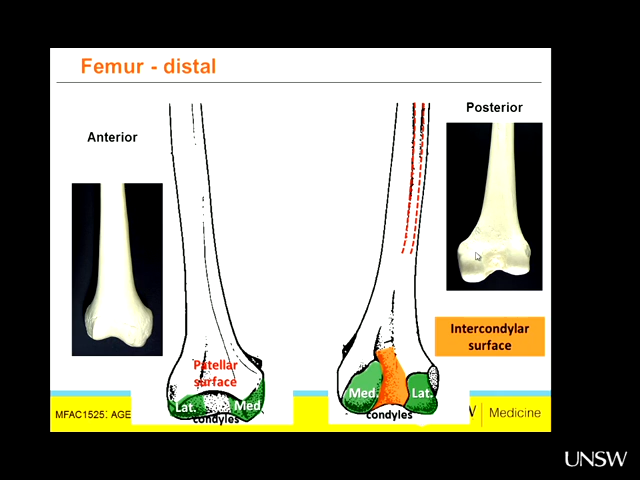 Femur - distal
Anterior
Posterior
Intercondylar
surface
Patellar
surface
Lat.
Med.
condyles
Med.
Lat.
condyles
MFAC1525: AGE
Medicine
UNSW